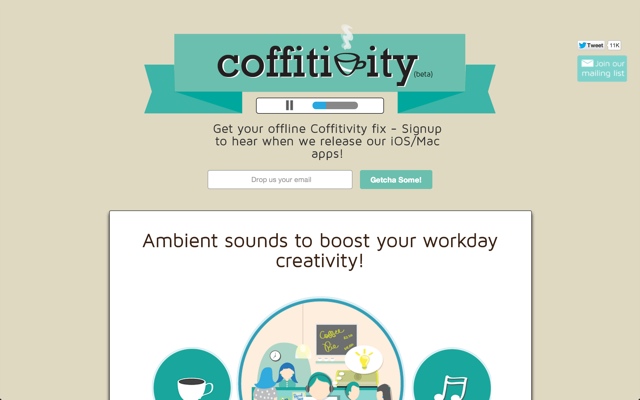 coffitivity
(beta)
Tweet 11K
Join our
mailing list
Get your offline Coffitivity fix - Signup
to hear when we release our iOS/Mac
apps!
Drop us your email
Getcha Some!
Ambient sounds to boost your workday
creativity!
Coffee